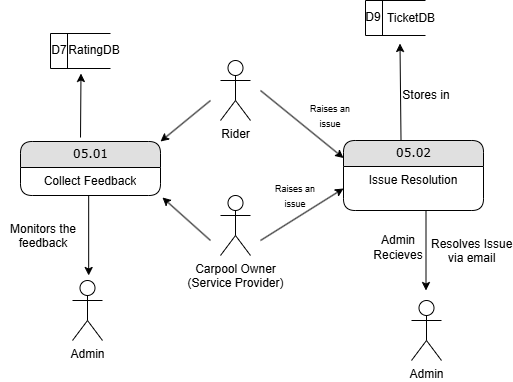 D9 TicketDB
D7 RatingDB
Stores in
Raises an
issue
Rider
05.01
Collect Feedback
05.02
Issue Resolution
Raises an
issue
Monitors the
feedback
Carpool Owner
(Service Provider)
Admin
Recieves
Resolves Issue
via email
Admin
Admin